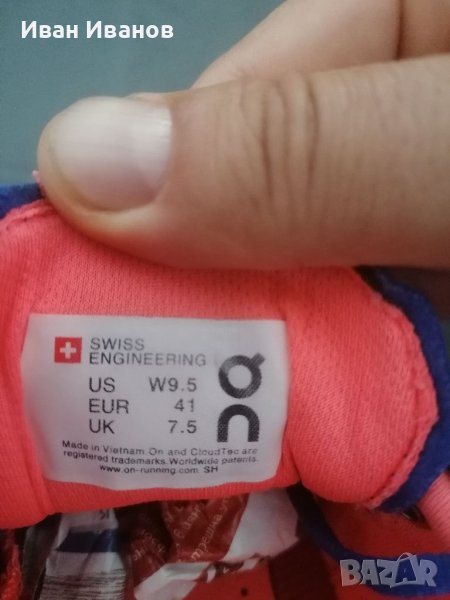 Иван Иванов
SWISS
ENGINEERING
US W9.5
EUR 41
UK 7.5
Made in Vietnam On and CloudTec are
registered trademarks. Worldwide patents.
www.on-running.com SH
BAZAR